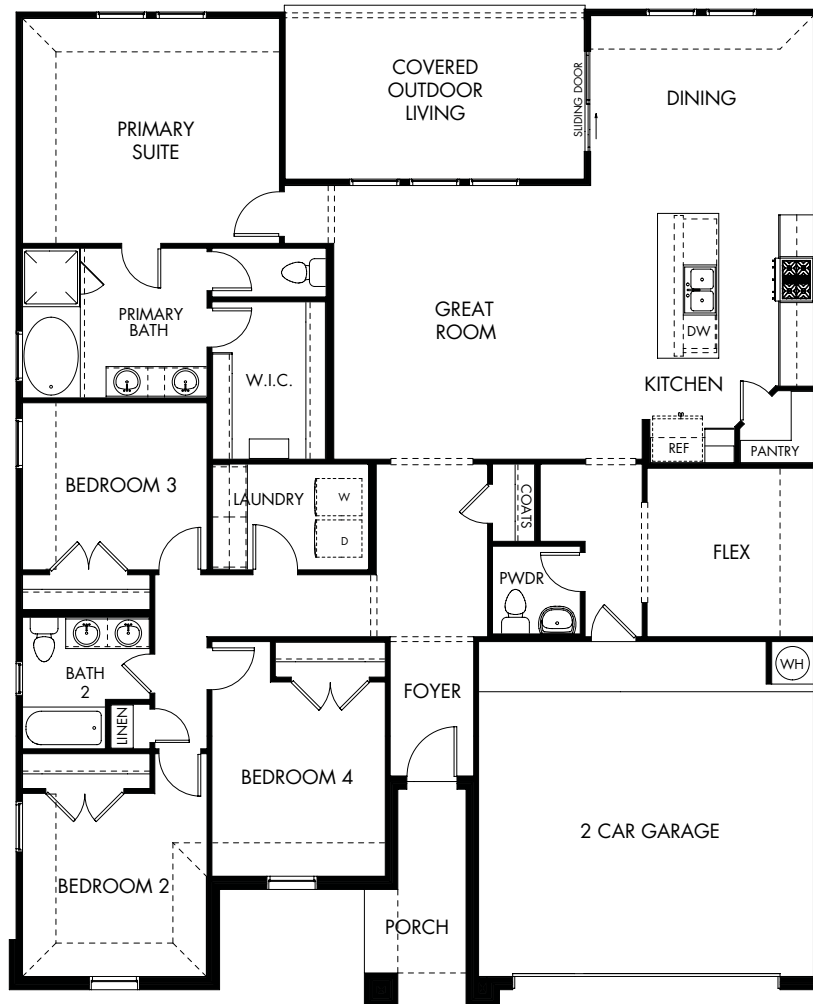 COVERED
OUTDOOR
LIVING
SLIDING DOOR
DINING
PRIMARY
SUITE
PRIMARY
BATH
GREAT
ROOM
DW
W.I.C.
KITCHEN
REF
PANTRY
BEDROOM 3
LAUNDRY
W
D
COATS
FLEX
PWDR
BATH
2
LINEN
FOYER
WH
BEDROOM 4
2 CAR GARAGE
BEDROOM 2
PORCH